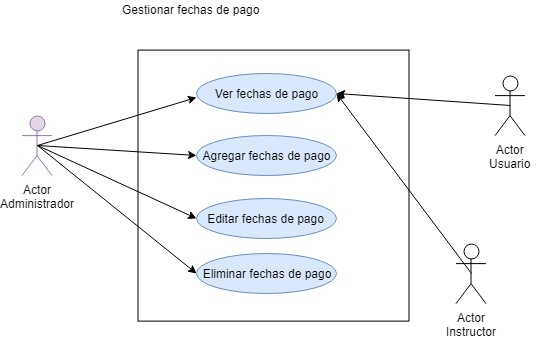 Gestionar fechas de pago
Ver fechas de pago
Agregar fechas de pago
Editar fechas de pago
Eliminar fechas de pago
Actor
Administrador
Actor
Usuario
Actor
Instructor